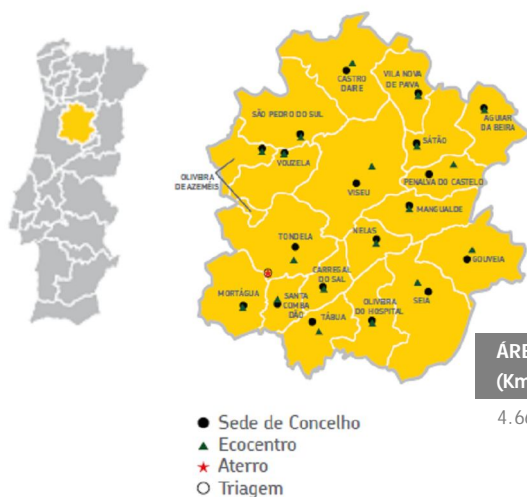 CASTRO
DAIRE
VILA NOVA
DE PAIVA
SÃO PEDRO DO SUL
AGUIAR
DA BEIRA
SÁTÃO
VOUZELA
OLIVEIRA
DE AZEMÉIS
PENALVA DO CASTELO
VISEU
MANGUALDE
TONDELA
NELAS
GOUVEIA
CARREGAL
DO SAL
MORTÁGUA
SANTA
COMBA
DÃO
OLIVEIRA
DO HOSPITAL
SEIA
TÁBUA
(Km
● Sede de Concelho
▲ Ecocentro
★ Aterro
○ Triagem